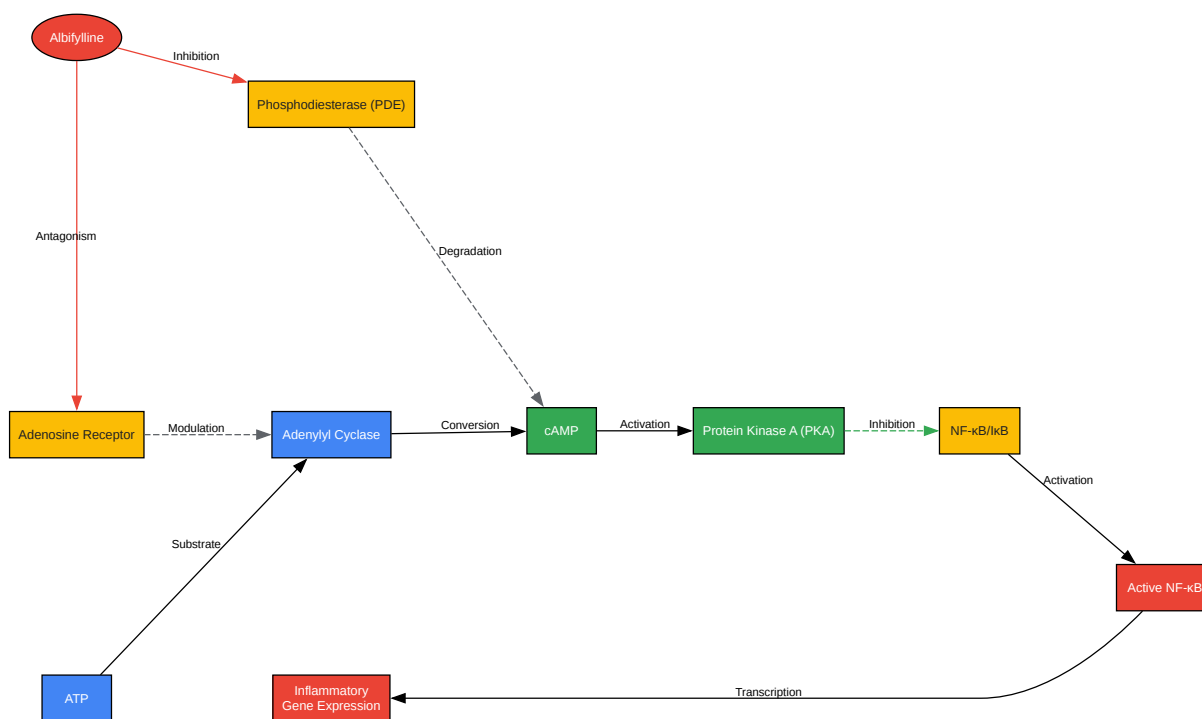 Albifylline
Inhibition
Phosphodiesterase (PDE)
Antagonism
Degradation
Adenosine Receptor
Modulation
Adenylyl Cyclase
Conversion
cAMP
Activation
Protein Kinase A (PKA)
Inhibition
NF-κB/IκB
Activation
Substrate
Active NF-κB
ATP
Inflammatory
Gene Expression
Transcription